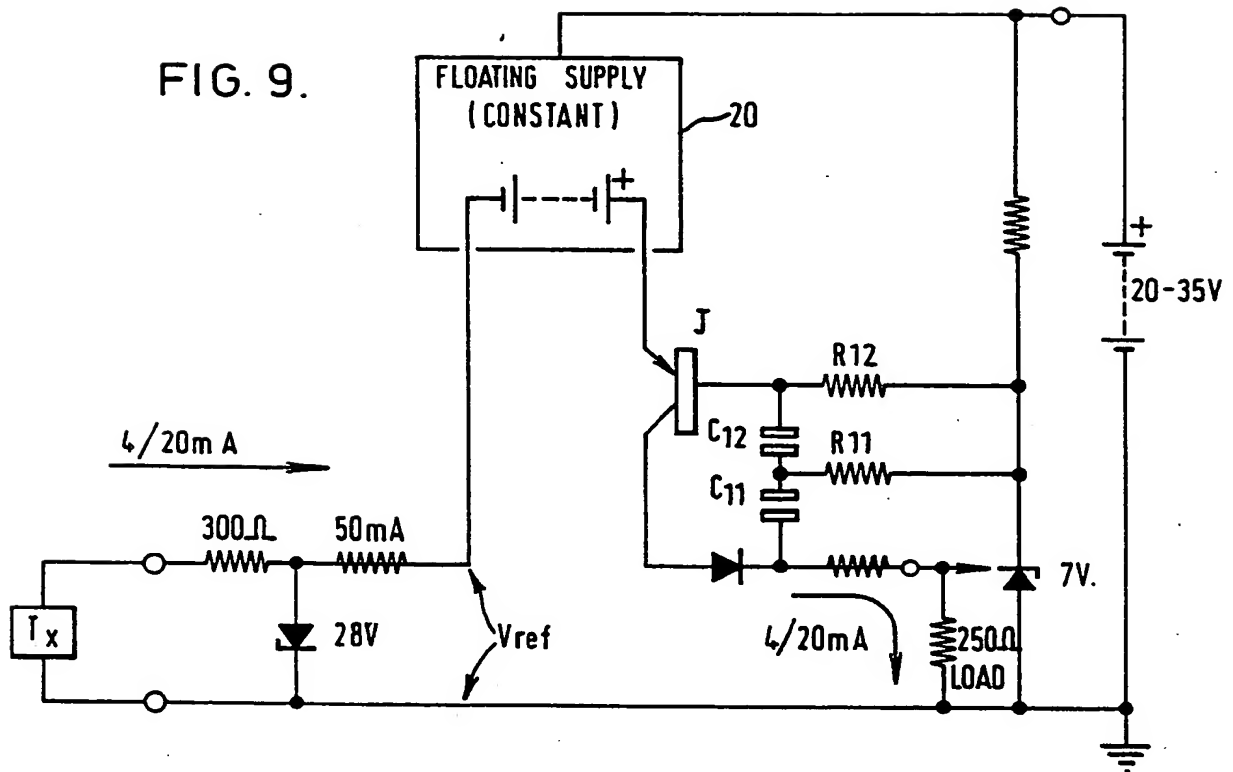 FIG. 9.
FLOATING SUPPLY
(CONSTANT)
20
+
+
20-35V
J
R12
C12
R11
C11
4/20mA
300Ω
50mA
7V.
Tx
28V
Vref
4/20mA
250Ω
LOAD